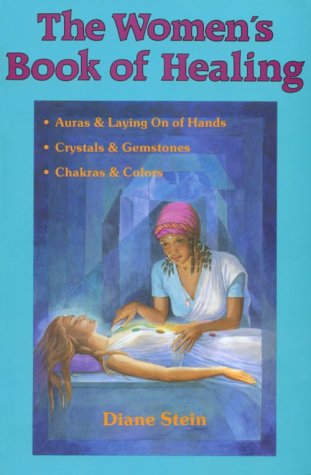 The Women's
Book of Healing
• Auras & Laying On of Hands
• Crystals & Gemstones
• Chakras & Colors
Diane Stein